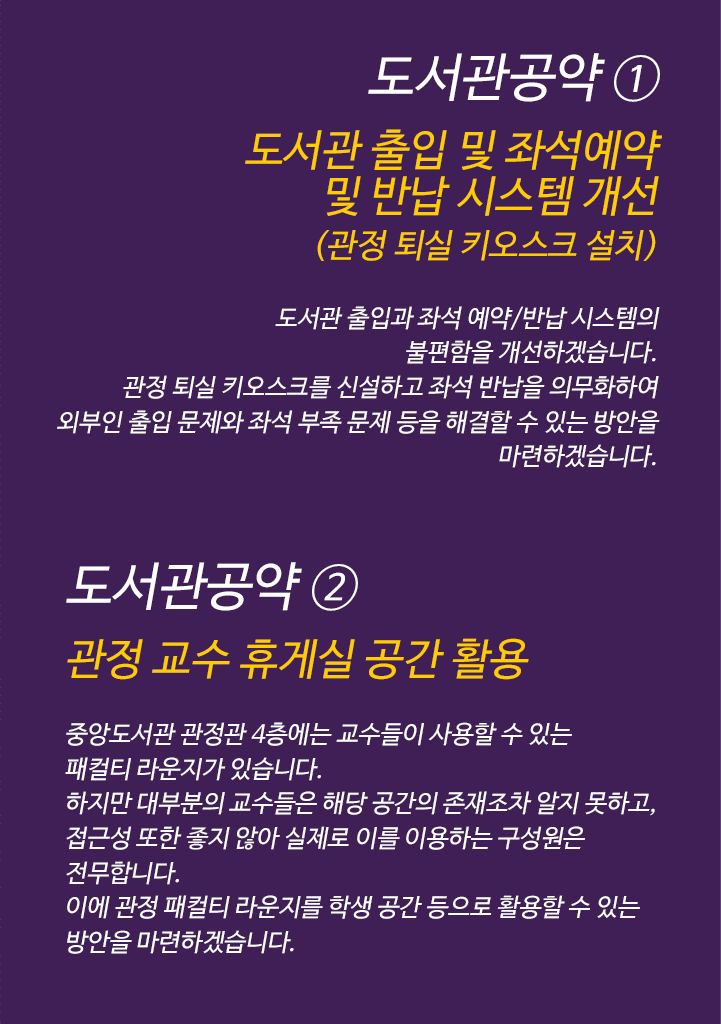 도서관공약 ①
도서관 출입 및 좌석예약
및 반납 시스템 개선
(관정 퇴실 키오스크 설치)
도서관 출입과 좌석 예약/반납 시스템의
불편함을 개선하겠습니다.
관정 퇴실 키오스크를 신설하고 좌석 반납을 의무화하여
외부인 출입 문제와 좌석 부족 문제 등을 해결할 수 있는 방안을
마련하겠습니다.
도서관공약 ②
관정 교수 휴게실 공간 활용
중앙도서관 관정관 4층에는 교수들이 사용할 수 있는
패컬티 라운지가 있습니다.
하지만 대부분의 교수들은 해당 공간의 존재조차 알지 못하고,
접근성 또한 좋지 않아 실제로 이를 이용하는 구성원은
전무합니다.
이에 관정 패컬티 라운지를 학생 공간 등으로 활용할 수 있는
방안을 마련하겠습니다.